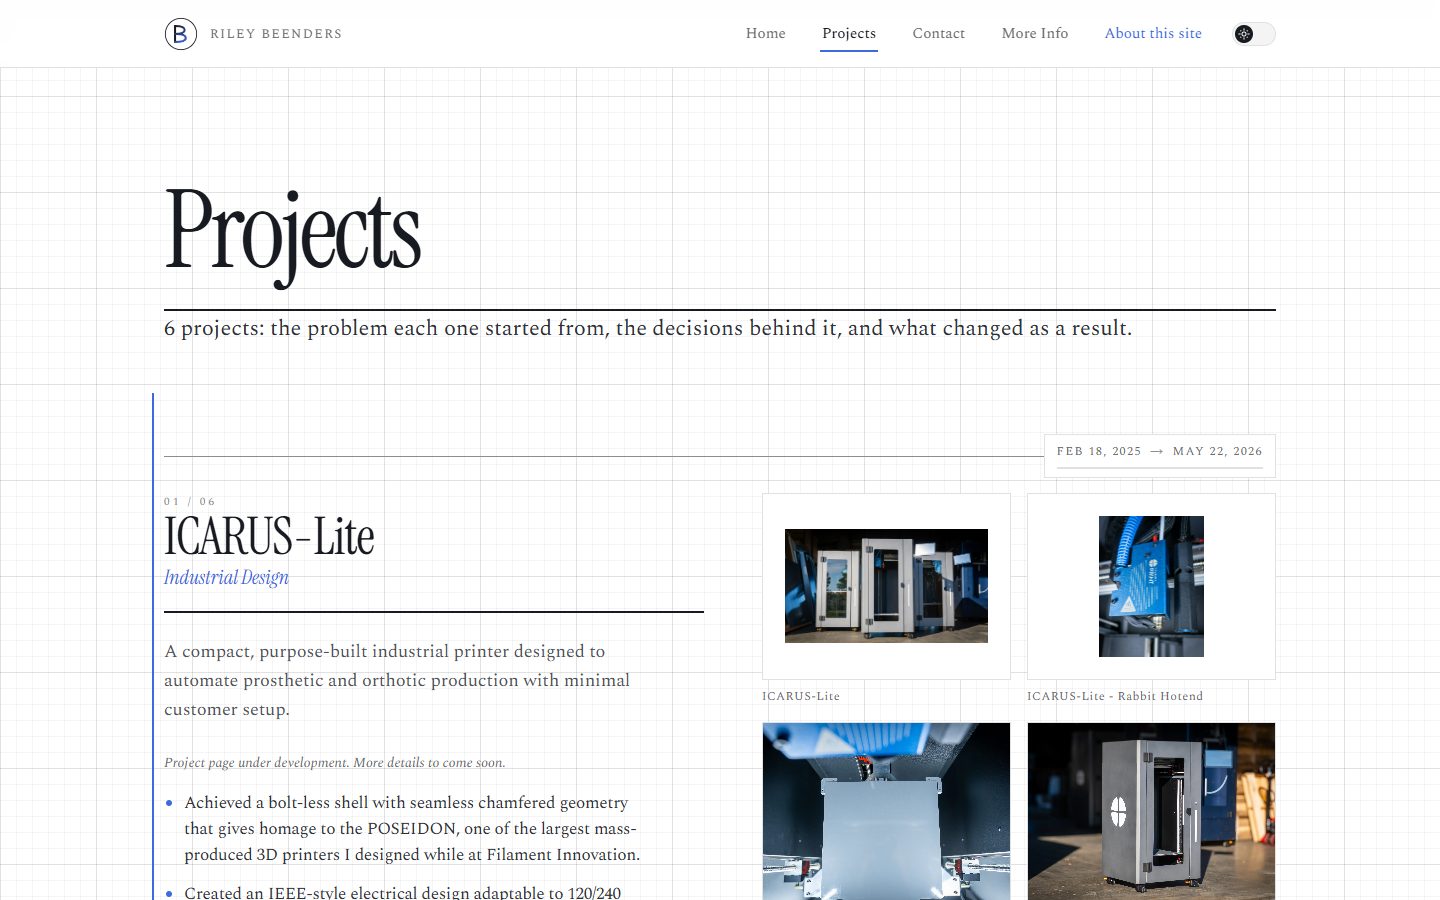 B RILEY BEENDERS
Home Projects Contact More Info About this site
Projects
6 projects: the problem each one started from, the decisions behind it, and what changed as a result.
FEB 18, 2025 → MAY 22, 2026
01 / 06
ICARUS-Lite
Industrial Design
A compact, purpose-built industrial printer designed to
automate prosthetic and orthotic production with minimal
customer setup.
Project page under development. More details to come soon.
• Achieved a bolt-less shell with seamless chamfered geometry
that gives homage to the POSEIDON, one of the largest mass-
produced 3D printers I designed while at Filament Innovation.
• Created an IEEE-style electrical design adaptable to 120/240
ICARUS-Lite
ICARUS-Lite - Rabbit Hotend